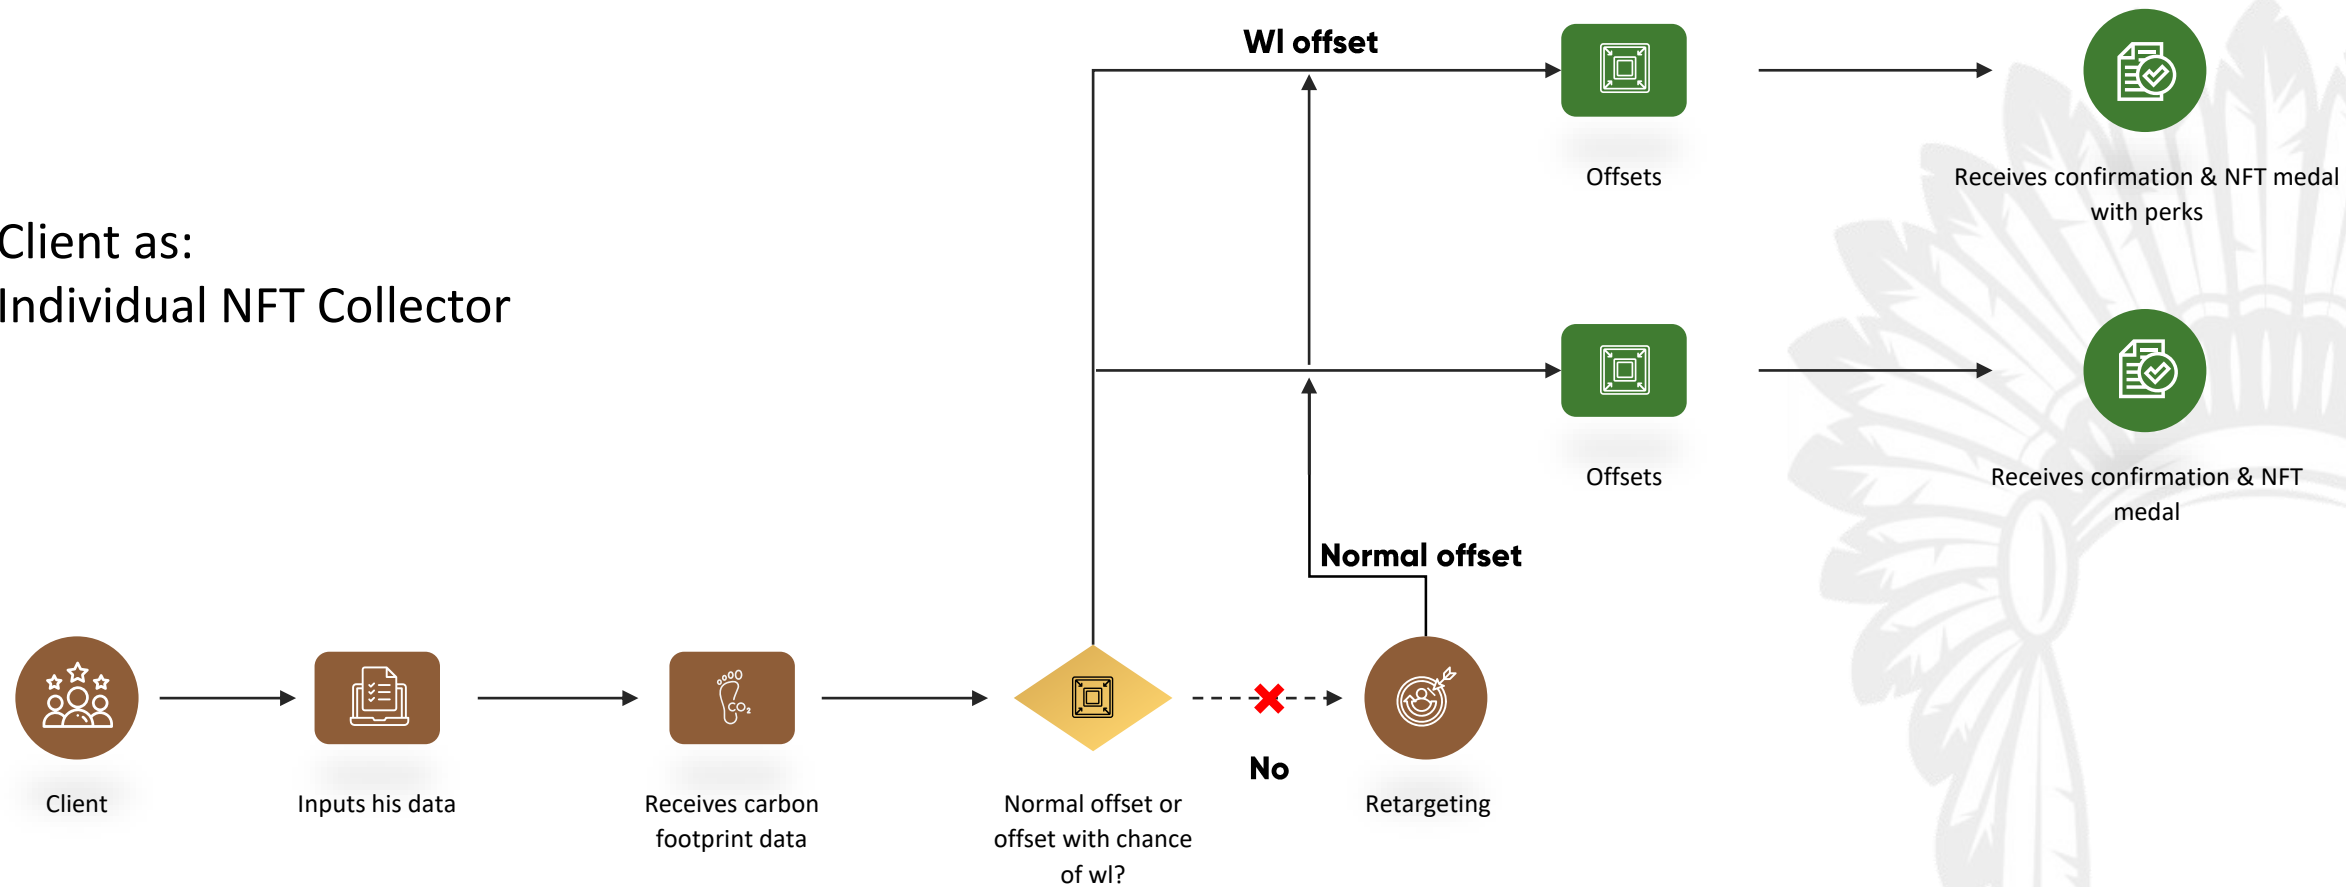 Wl offset
Offsets
Receives confirmation & NFT medal
with perks
Client as:
Individual NFT Collector
Offsets
Receives confirmation & NFT
medal
Normal offset
CO2
No
Client
Inputs his data
Receives carbon
footprint data
Normal offset or
offset with chance
of wl?
Retargeting